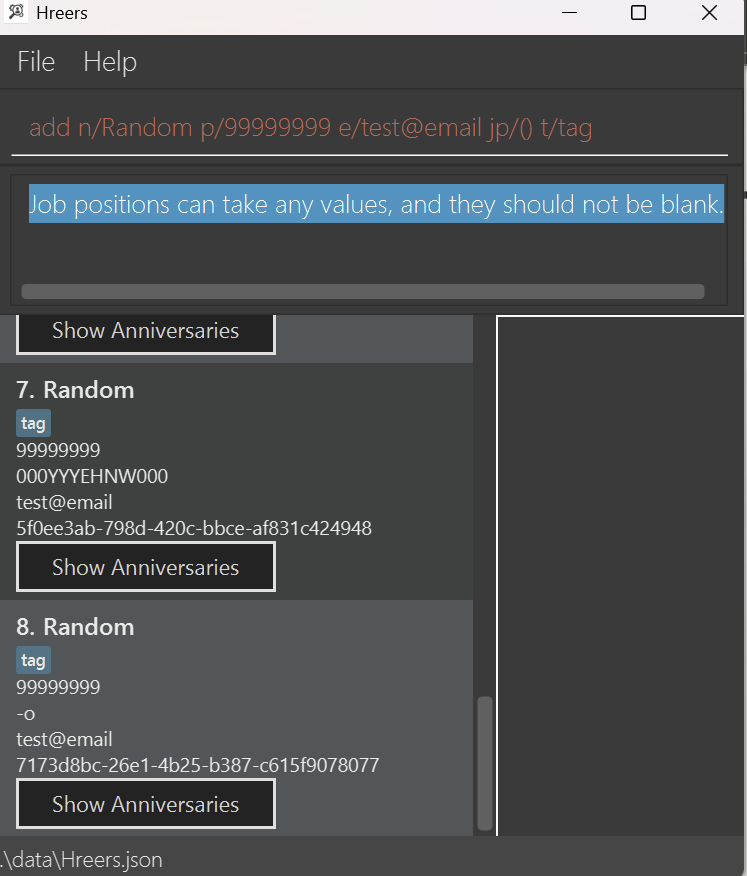 Hreers
File Help
add n/Random p/99999999 e/test@email jp/() t/tag
Job positions can take any values, and they should not be blank.
Show Anniversaries
7. Random
tag
99999999
000YYYEHNW000
test@email
5f0ee3ab-798d-420c-bbce-af831c424948
Show Anniversaries
8. Random
tag
99999999
-o
test@email
7173d8bc-26e1-4b25-b387-c615f9078077
Show Anniversaries
.\data\Hreers.json